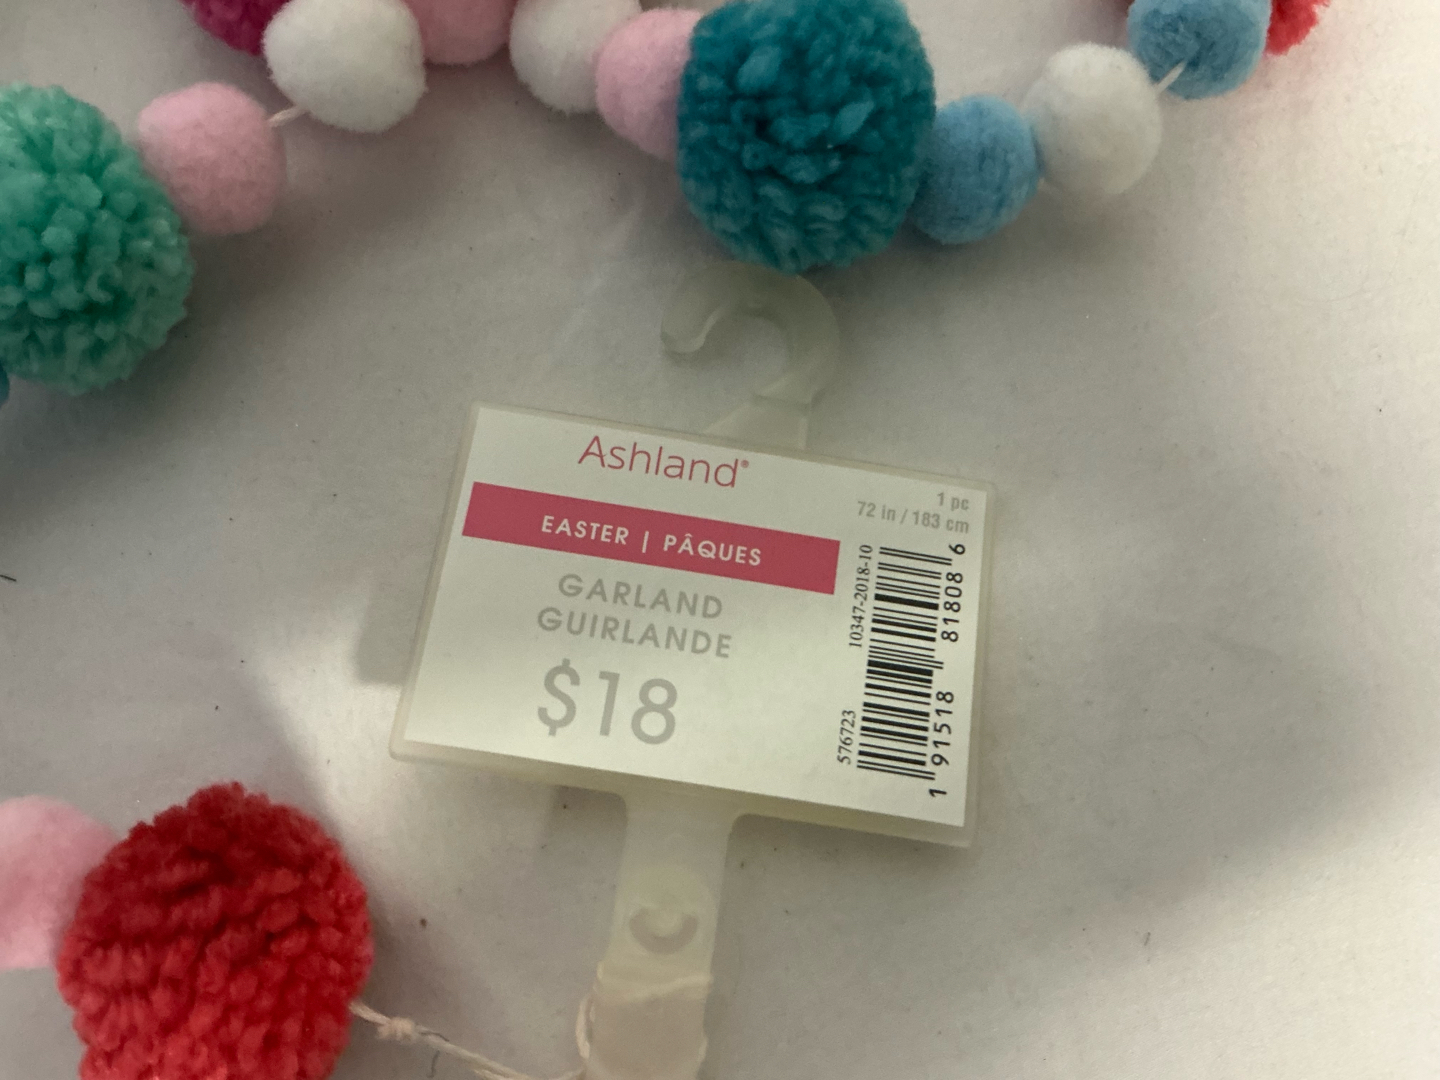 Ashland®
EASTER | PÂQUES
GARLAND
GUIRLANDE
$18
1 pc
72 in / 183 cm
576723 10347-2018-10
1 91518 81808 6